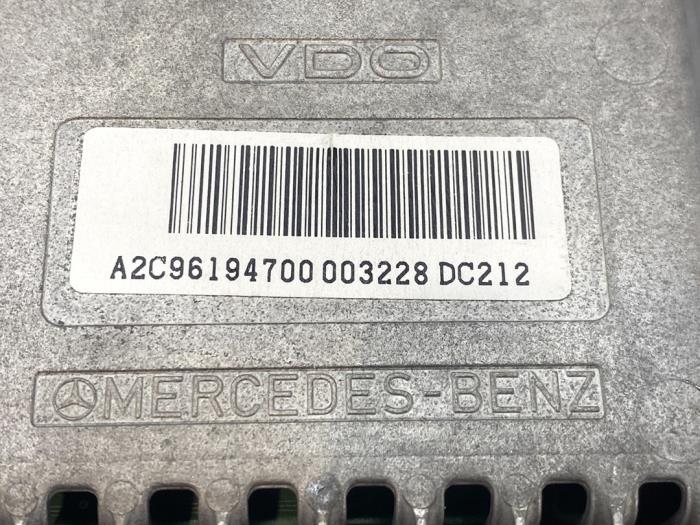 VDO
A2C96194700 003228 DC212
MERCEDES-BENZ